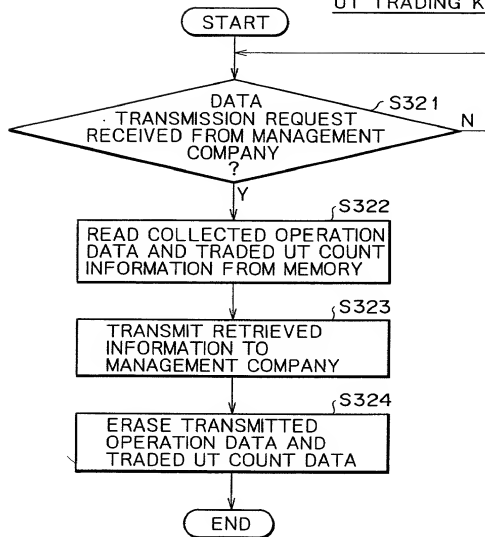 UT TRADING K
START
DATA
TRANSMISSION REQUEST
RECEIVED FROM MANAGEMENT
COMPANY
?
S321
N
Y
S322
READ COLLECTED OPERATION
DATA AND TRADED UT COUNT
INFORMATION FROM MEMORY
S323
TRANSMIT RETRIEVED
INFORMATION TO
MANAGEMENT COMPANY
S324
ERASE TRANSMITTED
OPERATION DATA AND
TRADED UT COUNT DATA
END